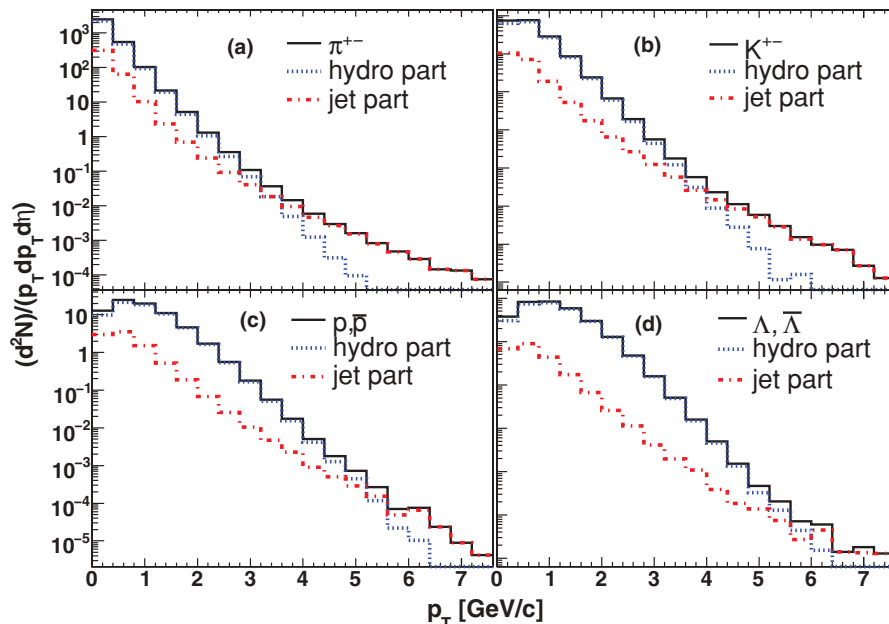 (d²N)/(p_T dp_T dη)
10³
10²
10
1
10⁻¹
10⁻²
10⁻³
10⁻⁴
(a)
π⁺⁻
hydro part
jet part
(b)
K⁺⁻
hydro part
jet part
10
1
10⁻¹
10⁻²
10⁻³
10⁻⁴
10⁻⁵
(c)
p,p̅
hydro part
jet part
(d)
Λ, Λ̅
hydro part
jet part
0 1 2 3 4 5 6 7
0 1 2 3 4 5 6 7
p_T [GeV/c]